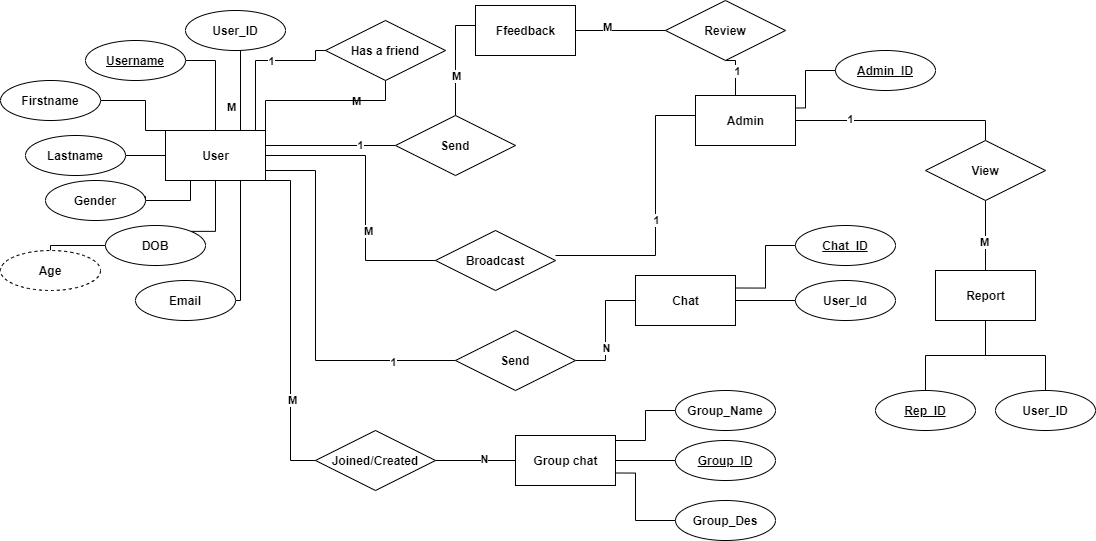 User_ID
Ffeedback
M
Review
Has a friend
1
Username
M
1
Admin_ID
Firstname
M
M
Admin
1
Send
1
User
Lastname
View
Gender
1
M
DOB
M
Chat_ID
Broadcast
Age
Email
Chat
User_Id
Report
N
Send
1
M
Group_Name
Rep_ID
User_ID
Joined/Created
N
Group chat
Group_ID
Group_Des